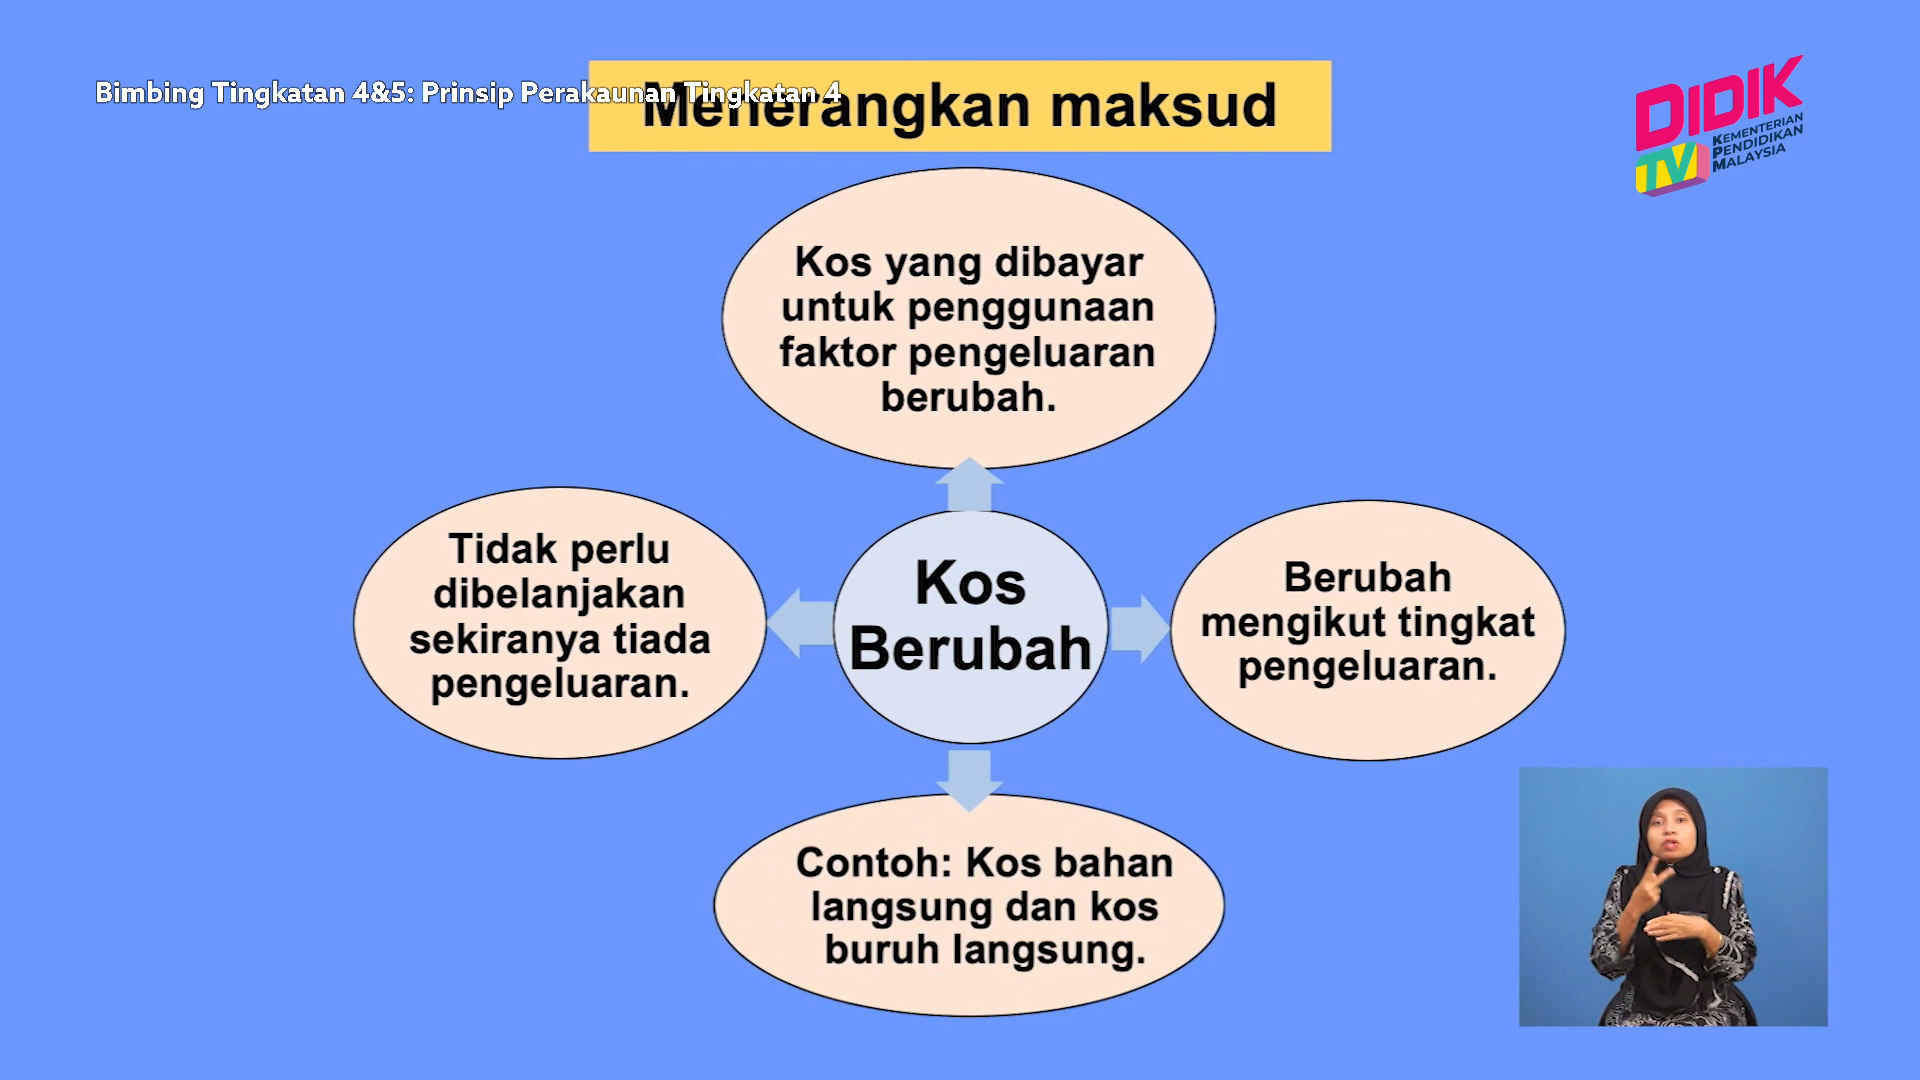 Bimbing Tingkatan 4&5: Prinsip Perakaunan Tingkatan 4
Menerangkan maksud
DIDIK
TV
KEMENTERIAN
PENDIDIKAN
MALAYSIA
Kos yang dibayar
untuk penggunaan
faktor pengeluaran
berubah.
Tidak perlu
dibelanjakan
sekiranya tiada
pengeluaran.
Kos
Berubah
Berubah
mengikut tingkat
pengeluaran.
Contoh: Kos bahan
langsung dan kos
buruh langsung.